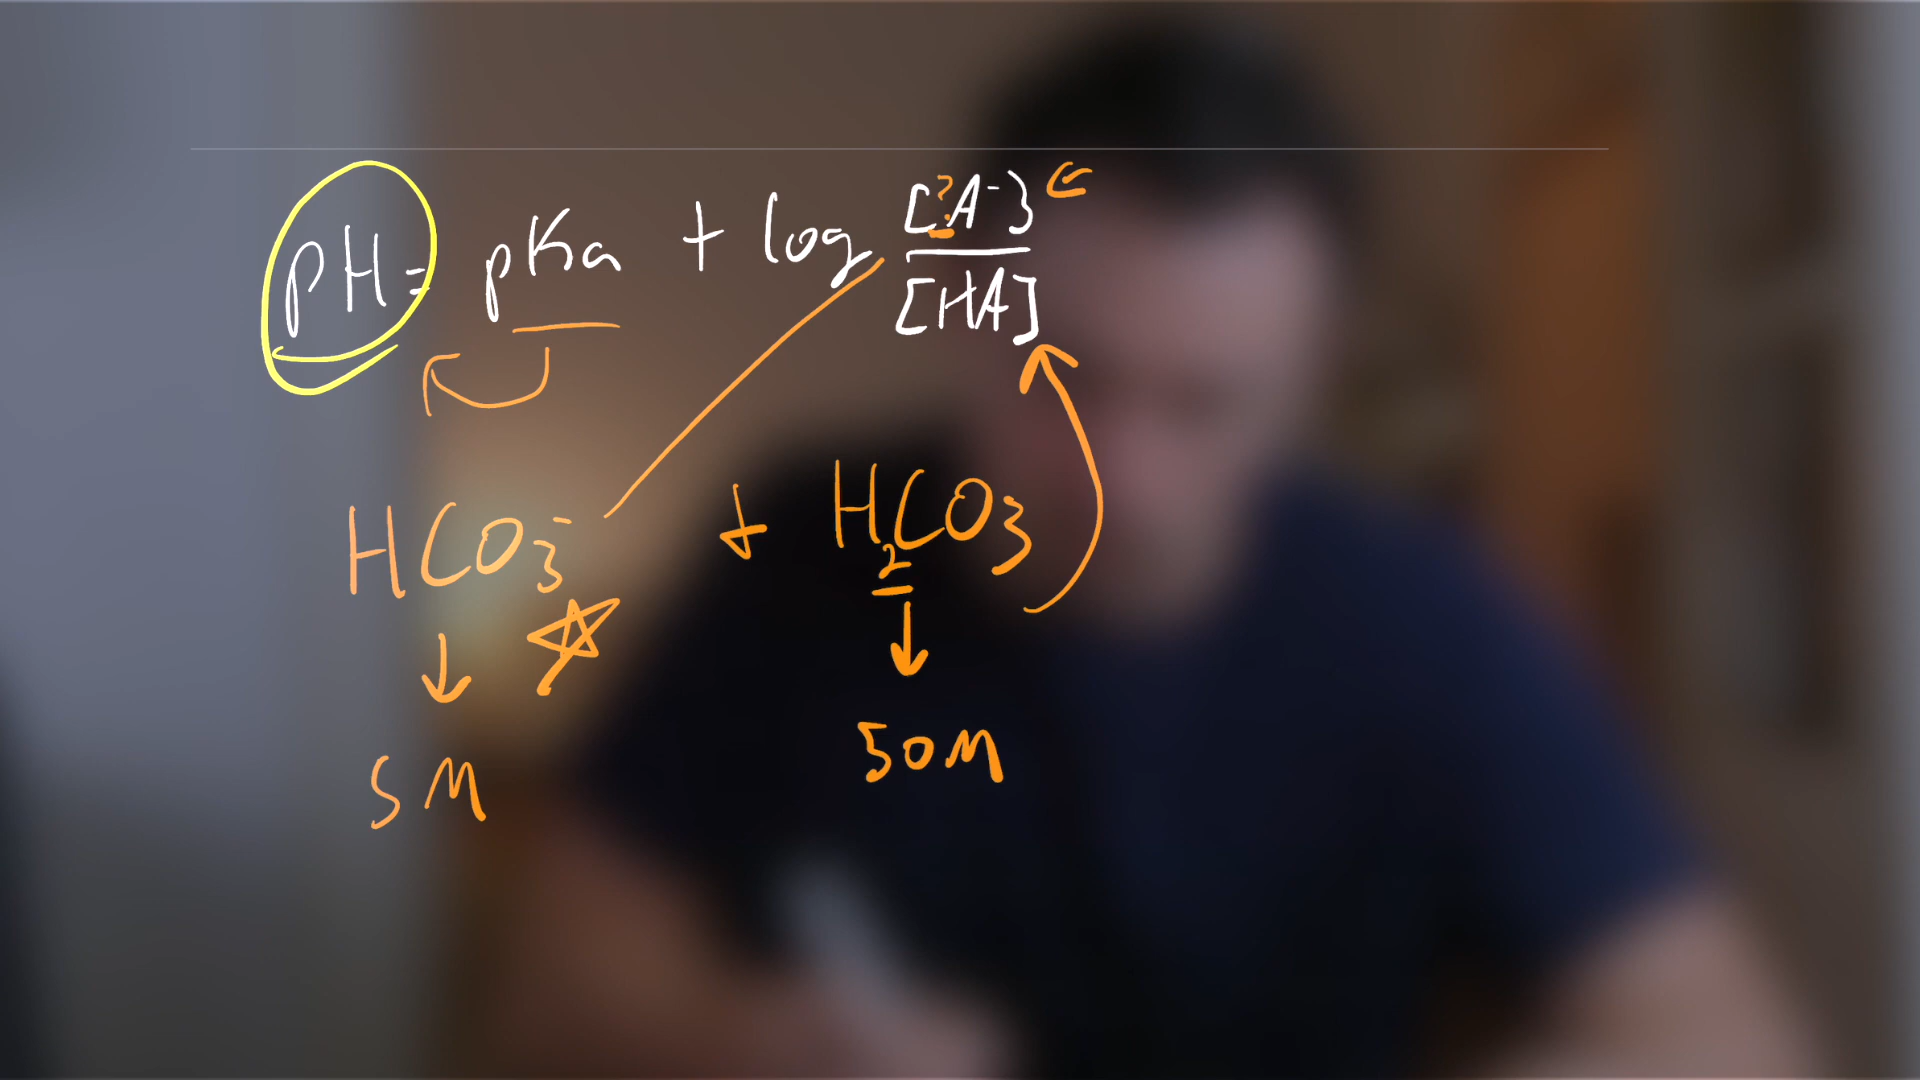 pH = pKa + log [A-] / [HA]
?
HCO3- + H2CO3
5M 50M